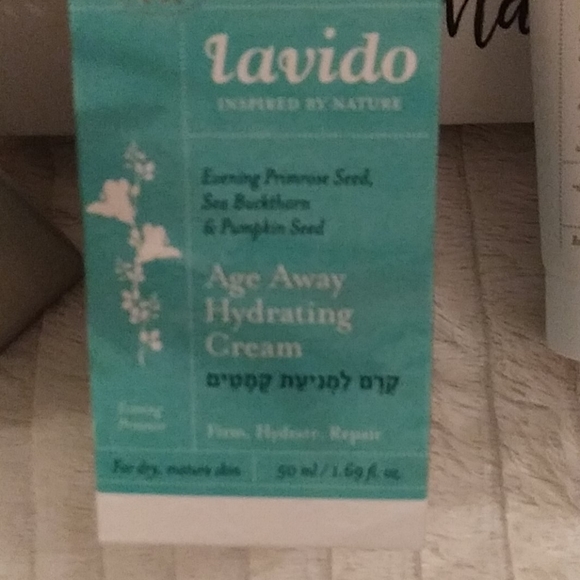 lavido
INSPIRED BY NATURE
Evening Primrose Seed,
Sea Buckthorn
& Pumpkin Seed
Age Away
Hydrating
Cream
קרם למניעת קמטים
Evening
Primrose
Firm. Hydrate. Repair
For dry, mature skin
50 ml / 1.69 fl. oz.